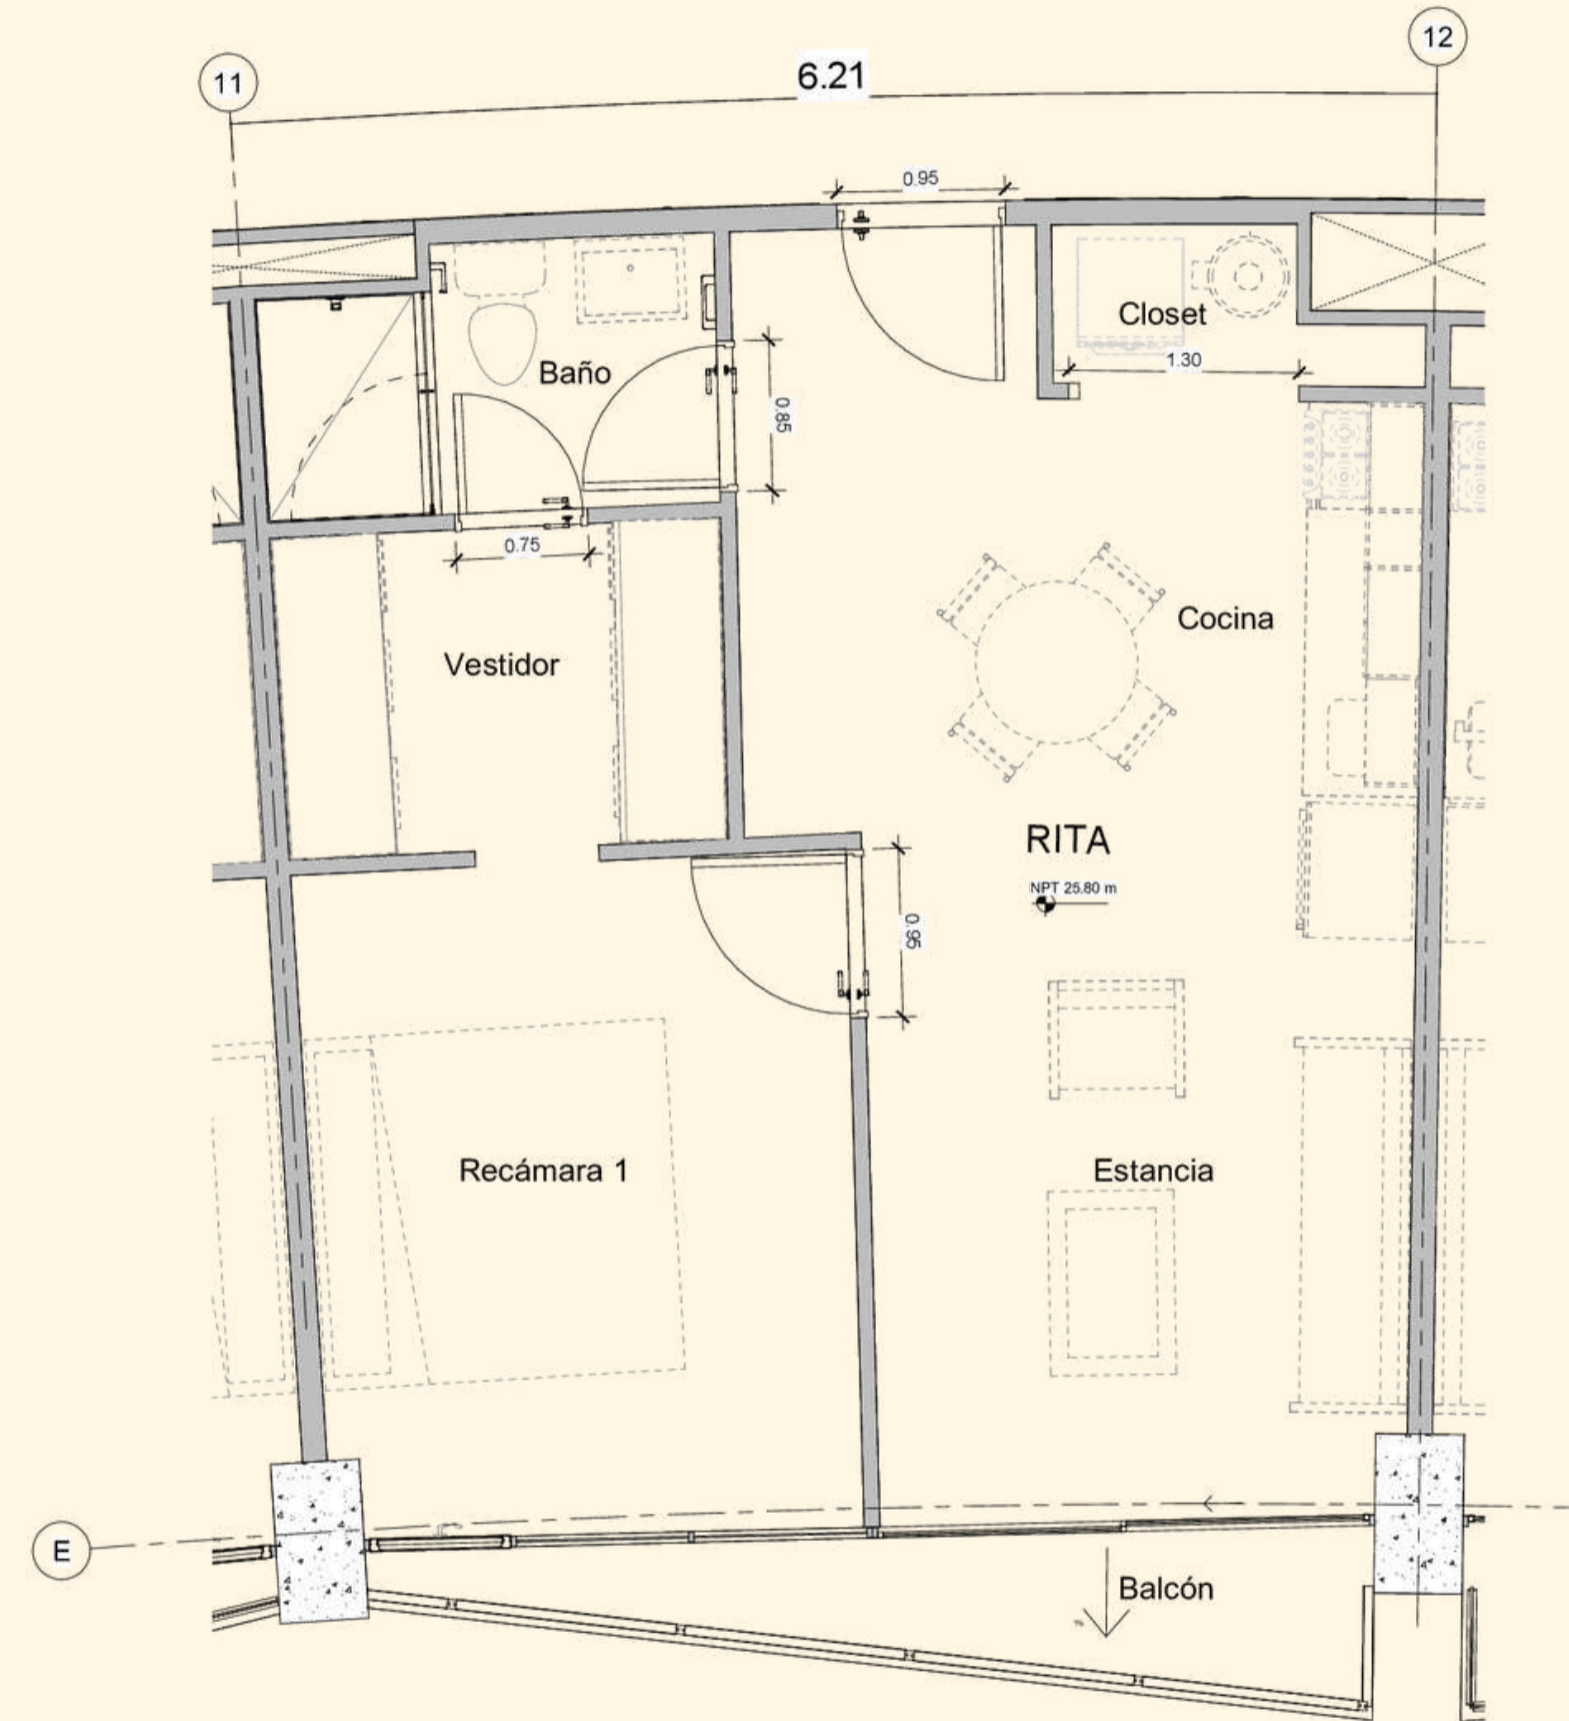 12
11
6.21
0.95
Closet
1.30
Baño
0.85
0.75
Cocina
Vestidor
RITA
NPT 25.80 m
0.95
Recámara 1
Estancia
E
Balcón